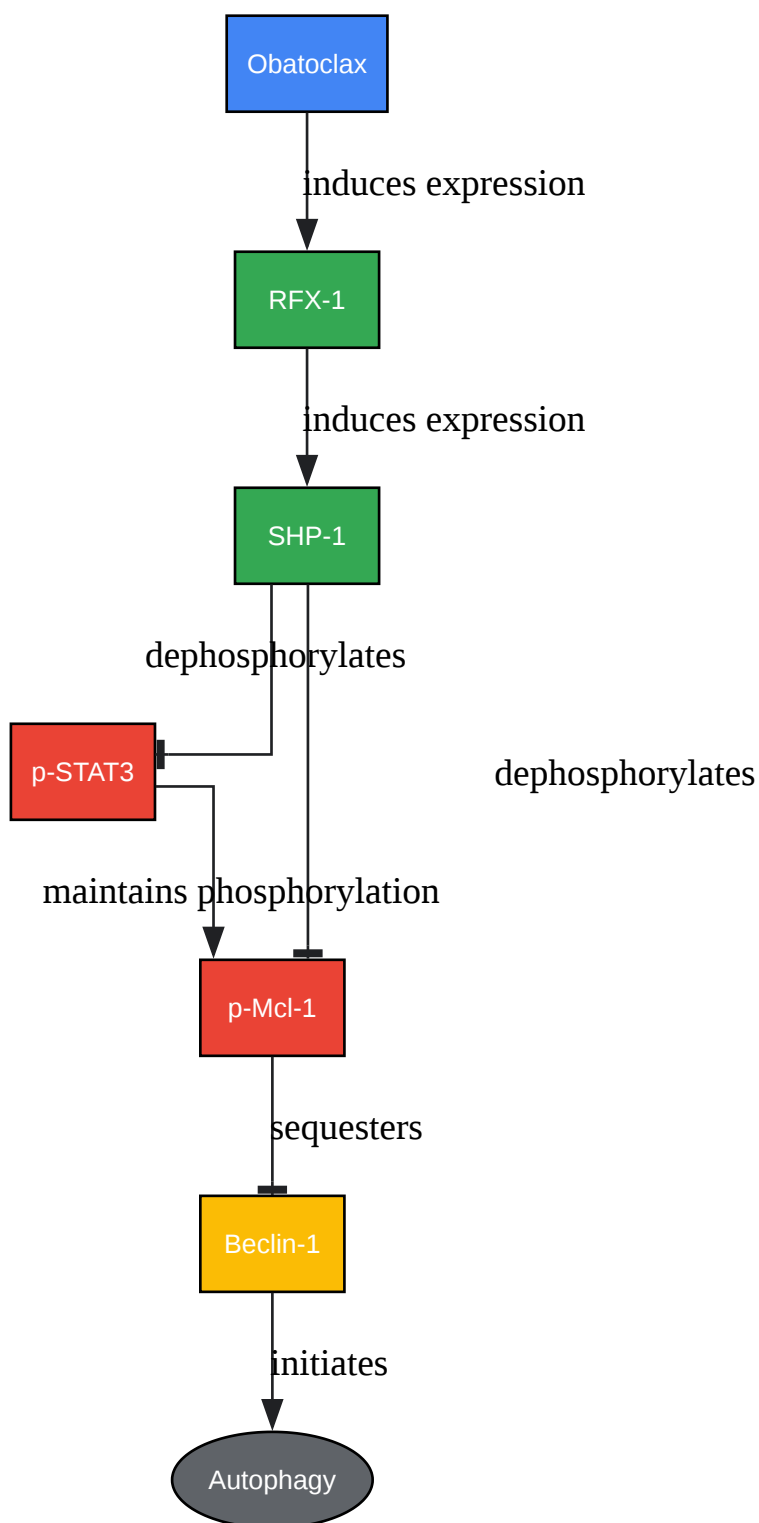 Obatoclax
induces expression
RFX-1
induces expression
SHP-1
dephosphorylates
p-STAT3
dephosphorylates
maintains phosphorylation
p-Mcl-1
sequesters
Beclin-1
initiates
Autophagy